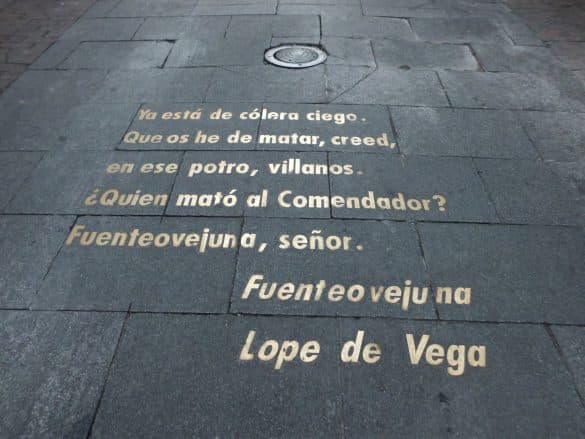 Ya está de cólera ciego.
Que os he de matar, creed,
en ese potro, villanos.
¿Quien mató al Comendador?
Fuenteovejuna, señor.
Fuenteovejuna
Lope de Vega